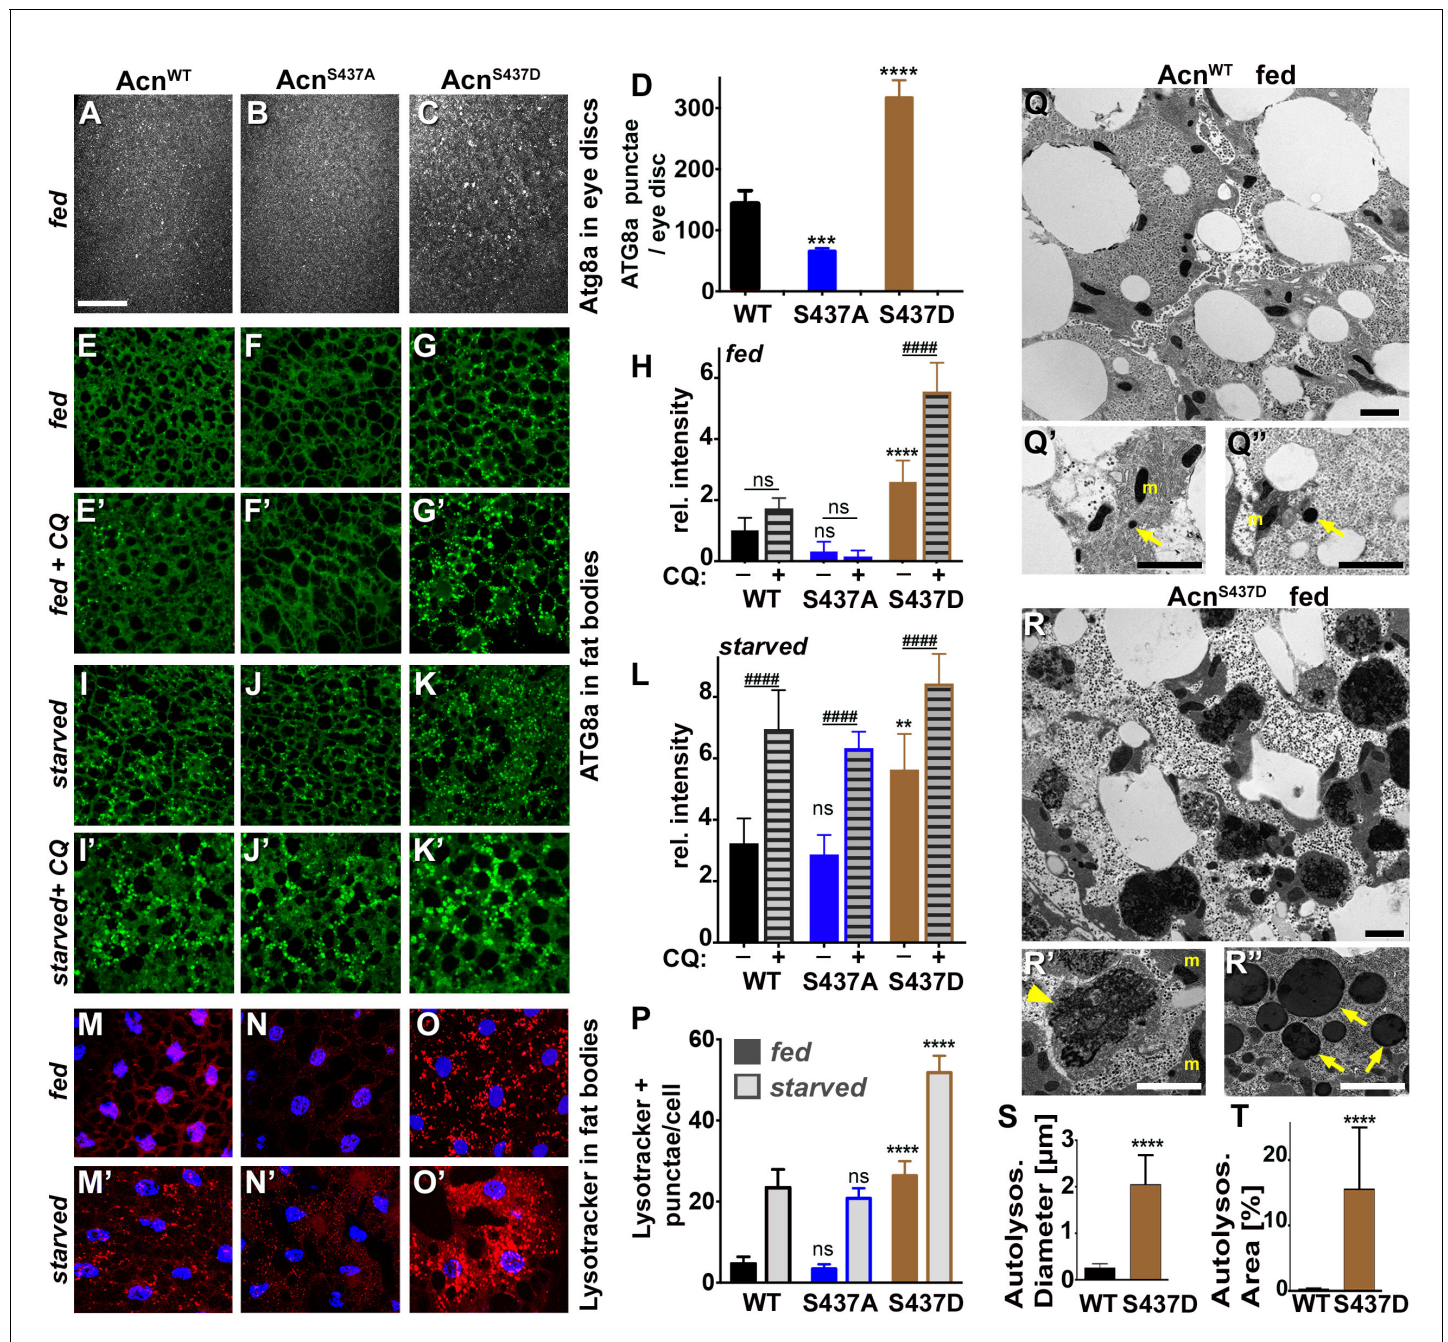 Acn^WT Acn^S437A Acn^S437D
A B C
fed
Atg8a in eye discs
D
ATG8a punctae
/ eye disc
300
200
100
0
*** ****
WT S437A S437D
E F G
fed
E’ F’ G’
fed + CQ
I J K
starved
I’ J’ K’
starved+ CQ
ATG8a in fat bodies
H fed
rel. intensity
6
4
2
0
ns ns ns **** ####
CQ: – + – + – +
WT S437A S437D
L starved
rel. intensity
8
6
4
2
0
#### ns #### ** ####
CQ: – + – + – +
WT S437A S437D
M N O
fed
M’ N’ O’
starved
Lysotracker in fat bodies
P
Lysotracker +
punctae/cell
60
40
20
0
fed
starved
ns ns **** ****
WT S437A S437D
Acn^WT fed
Q
Q’ m
Q” m
Acn^S437D fed
R
R’ m m
R”
S
Autolysos.
Diameter [µm]
3
2
1
0
****
WT S437D
T
Autolysos.
Area [%]
20
10
0
****
WT S437D